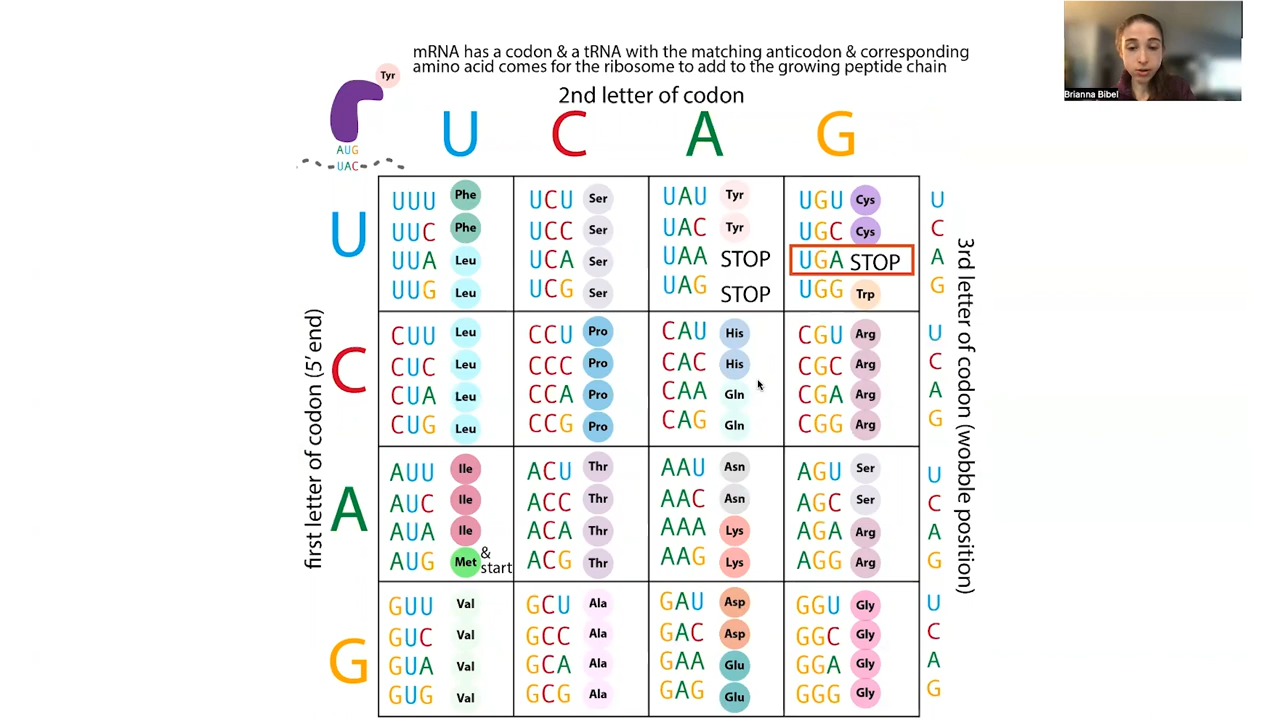 mRNA has a codon & a tRNA with the matching anticodon & corresponding
amino acid comes for the ribosome to add to the growing peptide chain
Brianna Bibel
Tyr
AUG
UAC
2nd letter of codon
U C A G
first letter of codon (5' end)
3rd letter of codon (wobble position)
U
UUU Phe UCU Ser UAU Tyr UGU Cys U
UUC Phe UCC Ser UAC Tyr UGC Cys C
UUA Leu UCA Ser UAA STOP UGA STOP A
UUG Leu UCG Ser UAG STOP UGG Trp G
C
CUU Leu CCU Pro CAU His CGU Arg U
CUC Leu CCC Pro CAC His CGC Arg C
CUA Leu CCA Pro CAA Gln CGA Arg A
CUG Leu CCG Pro CAG Gln CGG Arg G
A
AUU Ile ACU Thr AAU Asn AGU Ser U
AUC Ile ACC Thr AAC Asn AGC Ser C
AUA Ile ACA Thr AAA Lys AGA Arg A
AUG Met & start ACG Thr AAG Lys AGG Arg G
G
GUU Val GCU Ala GAU Asp GGU Gly U
GUC Val GCC Ala GAC Asp GGC Gly C
GUA Val GCA Ala GAA Glu GGA Gly A
GUG Val GCG Ala GAG Glu GGG Gly G